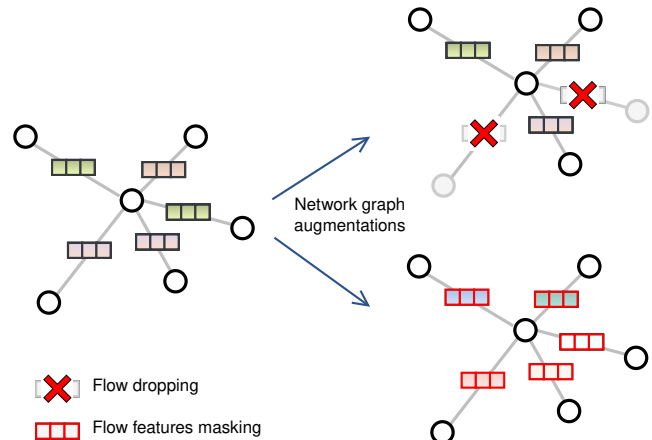 Network graph
augmentations
Flow dropping
Flow features masking